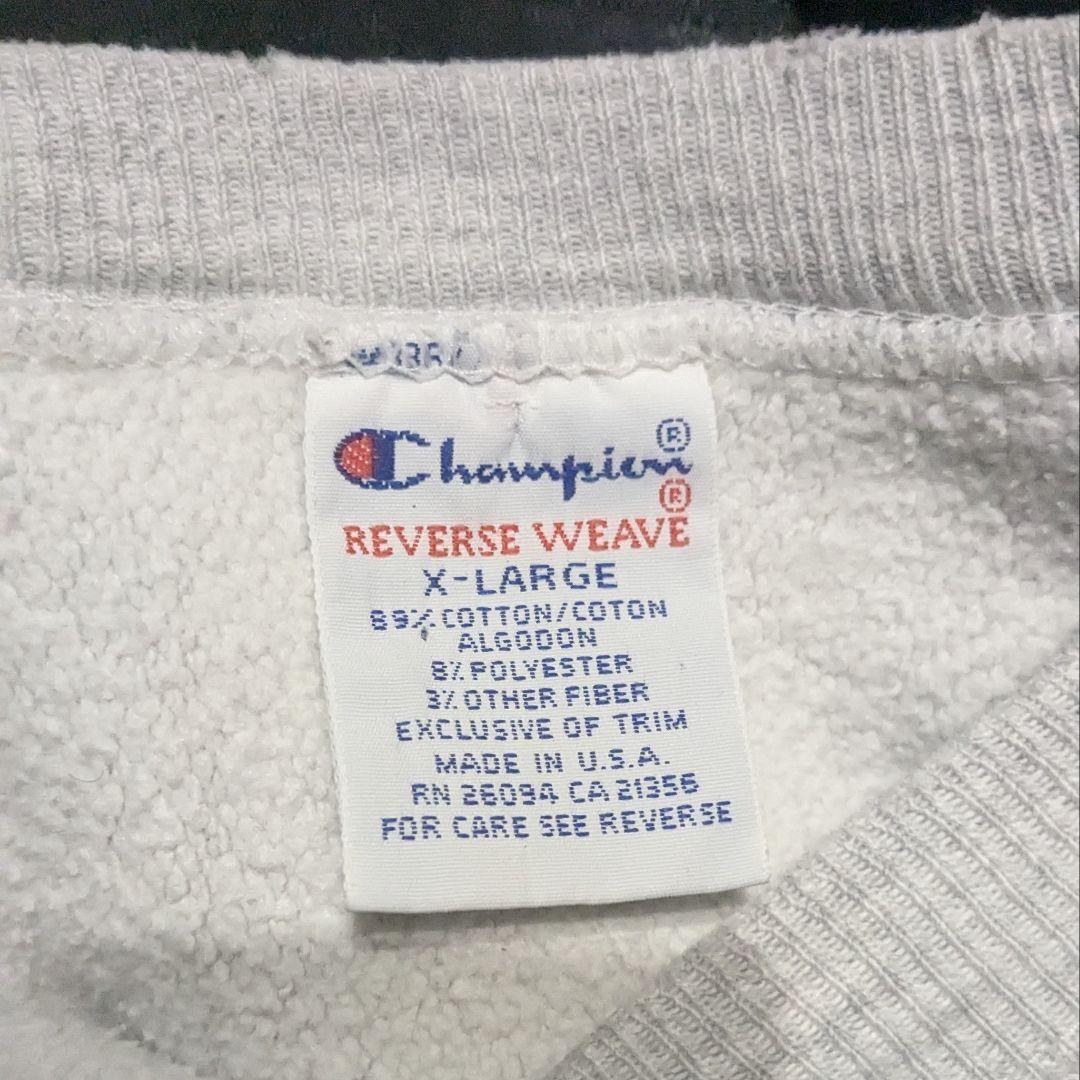 Champion®
®
REVERSE WEAVE
X-LARGE
89% COTTON/COTON
ALGODON
8% POLYESTER
3% OTHER FIBER
EXCLUSIVE OF TRIM
MADE IN U.S.A.
RN 26094 CA 21356
FOR CARE SEE REVERSE